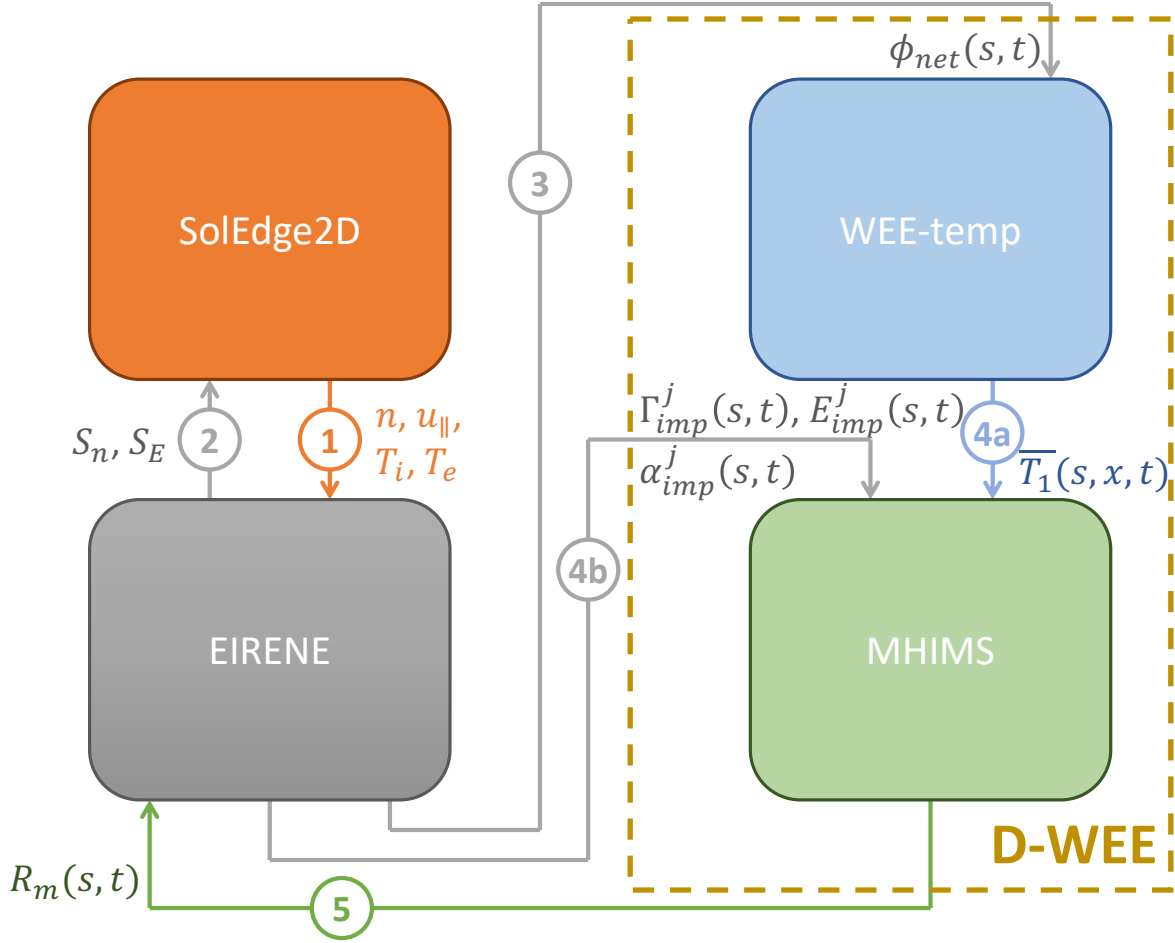 ϕ_net(s, t)
3
SolEdge2D
WEE-temp
S_n, S_E
2
1
n, u_∥,
T_i, T_e
Γ^j_imp(s, t), E^j_imp(s, t)
α^j_imp(s, t)
4a
T̅_1(s, x, t)
4b
EIRENE
MHIMS
D-WEE
R_m(s, t)
5